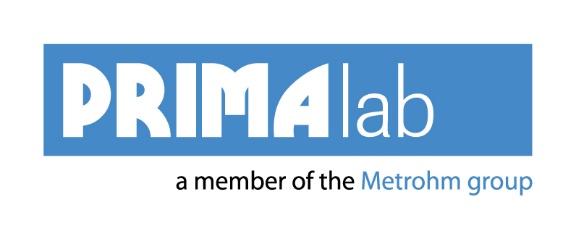 PRIMAlab
a member of the Metrohm group